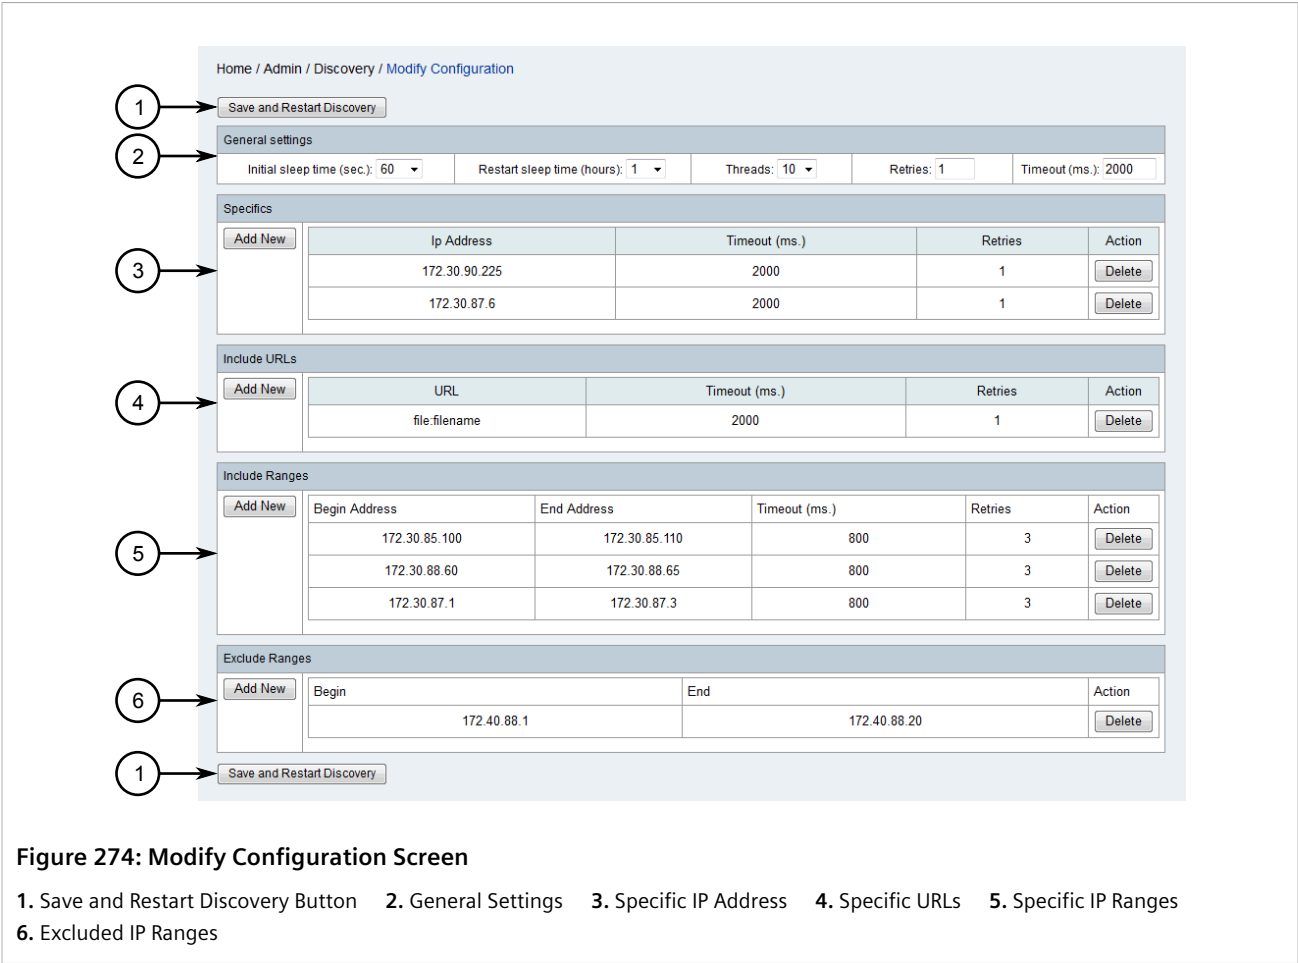 Home / Admin / Discovery / Modify Configuration
1
Save and Restart Discovery
General settings
2
Initial sleep time (sec.): 60 Restart sleep time (hours): 1 Threads: 10 Retries: 1 Timeout (ms.): 2000
Specifics
Add New
Ip Address Timeout (ms.) Retries Action
3
172.30.90.225 2000 1 Delete
172.30.87.6 2000 1 Delete
Include URLs
Add New
URL Timeout (ms.) Retries Action
4
file:filename 2000 1 Delete
Include Ranges
Add New
Begin Address End Address Timeout (ms.) Retries Action
5
172.30.85.100 172.30.85.110 800 3 Delete
172.30.88.60 172.30.88.65 800 3 Delete
172.30.87.1 172.30.87.3 800 3 Delete
Exclude Ranges
Add New
Begin End Action
6
172.40.88.1 172.40.88.20 Delete
1
Save and Restart Discovery
Figure 274: Modify Configuration Screen
1. Save and Restart Discovery Button 2. General Settings 3. Specific IP Address 4. Specific URLs 5. Specific IP Ranges
6. Excluded IP Ranges